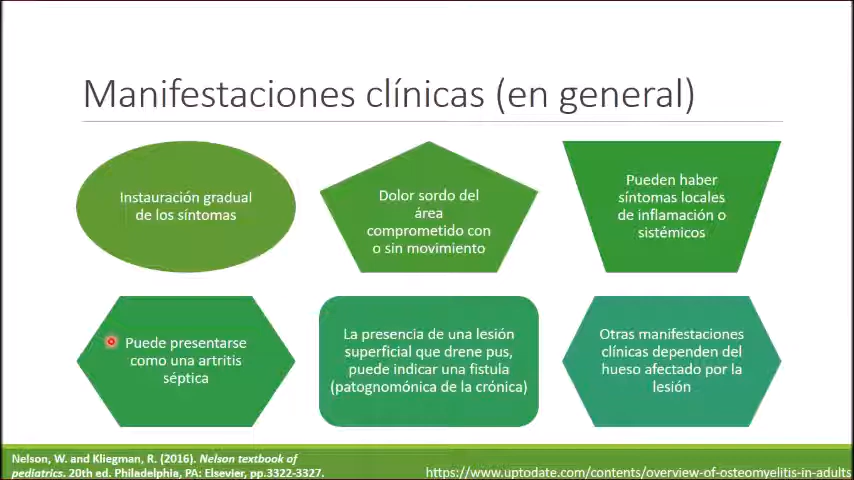 Manifestaciones clínicas (en general)
Instauración gradual
de los síntomas
Dolor sordo del
área
comprometido con
o sin movimiento
Pueden haber
síntomas locales
de inflamación o
sistémicos
Puede presentarse
como una artritis
séptica
La presencia de una lesión
superficial que drene pus,
puede indicar una fistula
(patognomónica de la crónica)
Otras manifestaciones
clínicas dependen del
hueso afectado por la
lesión
Nelson, W. and Kliegman, R. (2016). Nelson textbook of
pediatrics. 20th ed. Philadelphia, PA: Elsevier, pp.3322-3327.
https://www.uptodate.com/contents/overview-of-osteomyelitis-in-adults